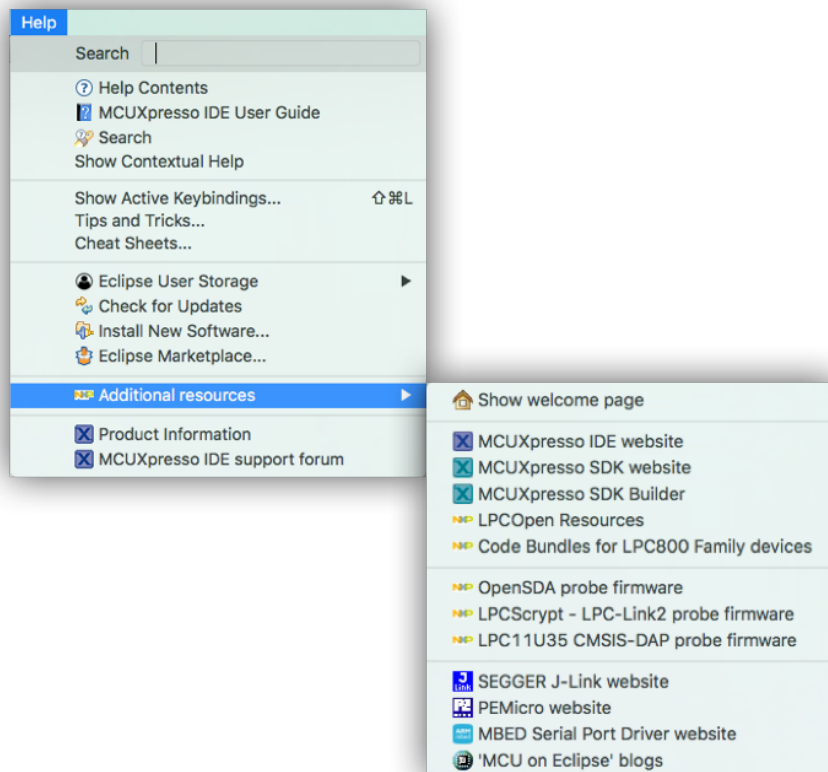 Help
Search
Help Contents
MCUXpresso IDE User Guide
Search
Show Contextual Help
Show Active Keybindings... ⇧⌘L
Tips and Tricks...
Cheat Sheets...
Eclipse User Storage
Check for Updates
Install New Software...
Eclipse Marketplace...
Additional resources
Product Information
MCUXpresso IDE support forum
Show welcome page
MCUXpresso IDE website
MCUXpresso SDK website
MCUXpresso SDK Builder
LPCOpen Resources
Code Bundles for LPC800 Family devices
OpenSDA probe firmware
LPCScrypt - LPC-Link2 probe firmware
LPC11U35 CMSIS-DAP probe firmware
SEGGER J-Link website
PEMicro website
MBED Serial Port Driver website
'MCU on Eclipse' blogs